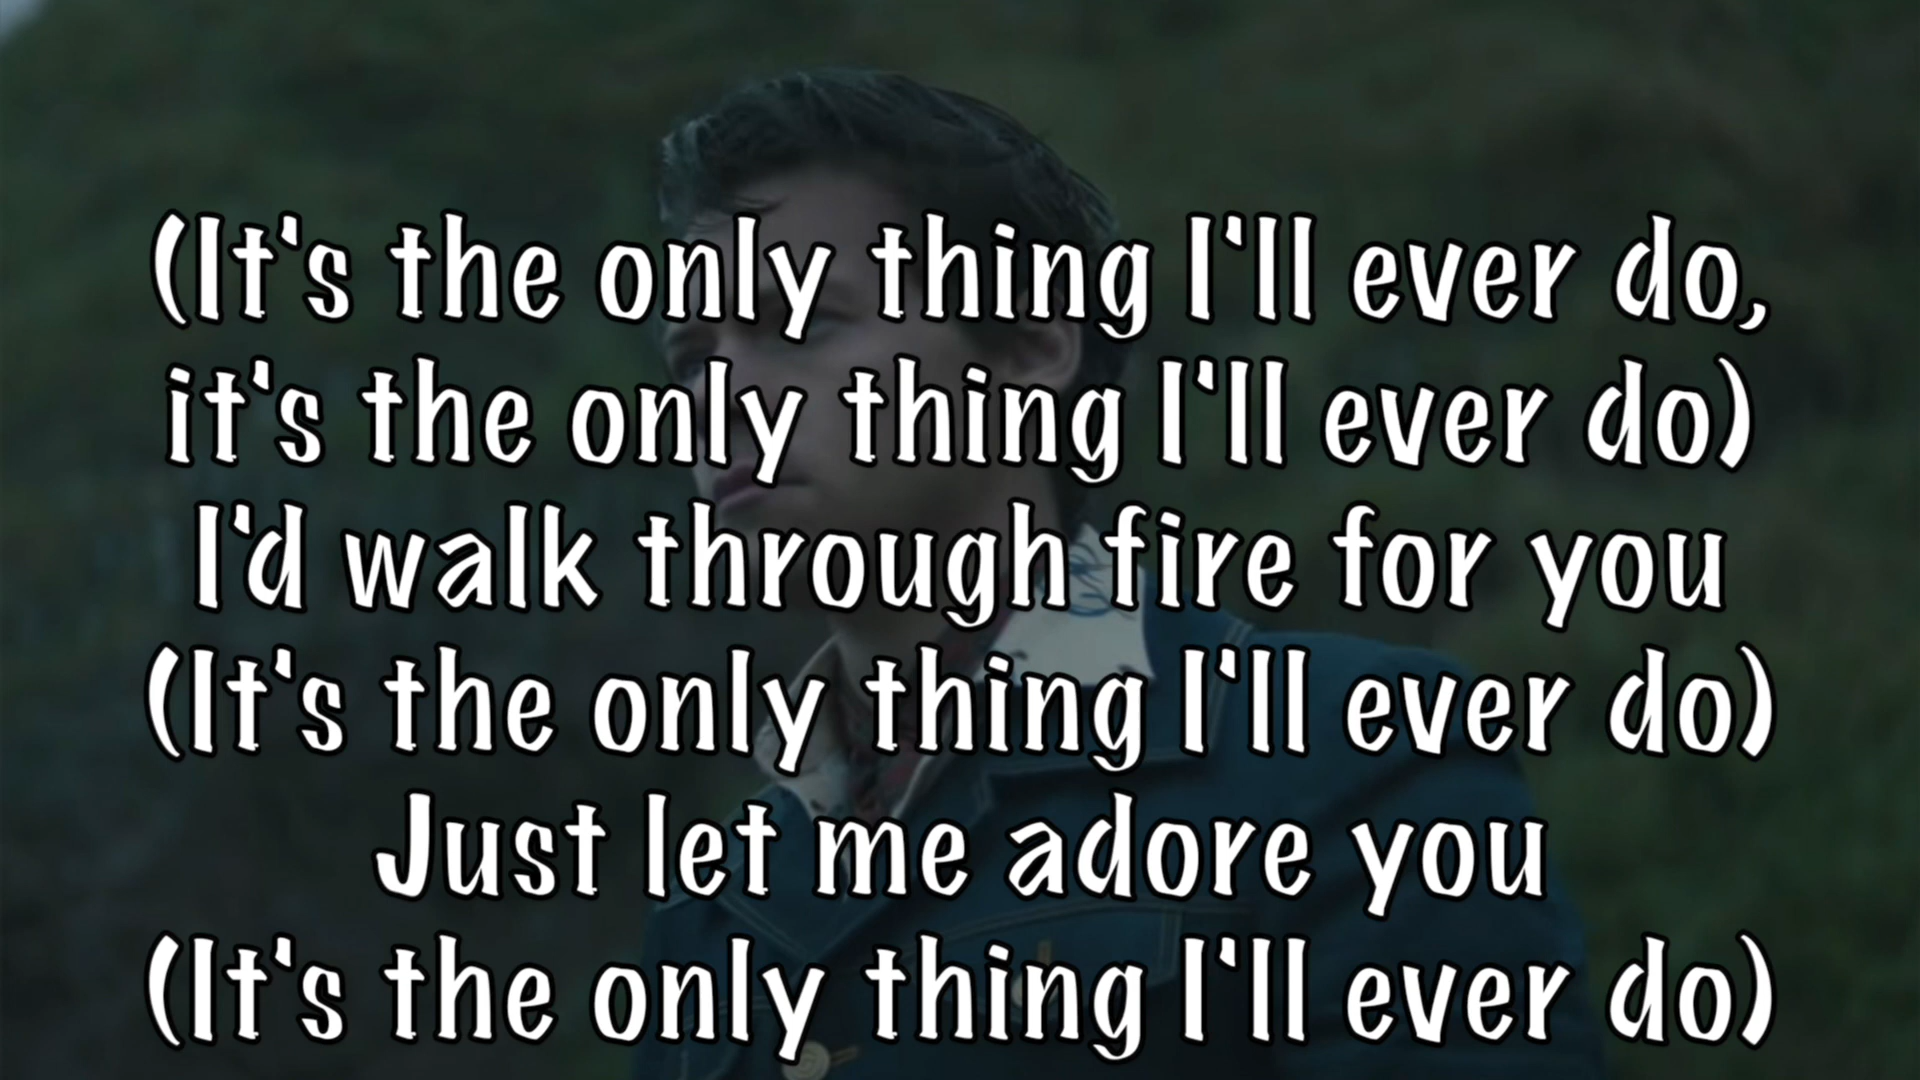 (It's the only thing I'll ever do,
it's the only thing I'll ever do)
I'd walk through fire for you
(It's the only thing I'll ever do)
Just let me adore you
(It's the only thing I'll ever do)